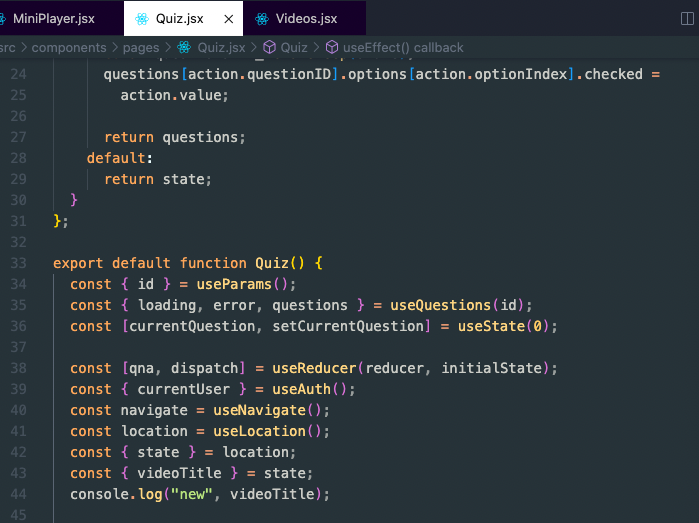 MiniPlayer.jsx Quiz.jsx × Videos.jsx
src > components > pages > Quiz.jsx > Quiz > useEffect() callback
24 questions[action.questionID].options[action.optionIndex].checked =
25 action.value;
26
27 return questions;
28 default:
29 return state;
30 }
31 };
32
33 export default function Quiz() {
34 const { id } = useParams();
35 const { loading, error, questions } = useQuestions(id);
36 const [currentQuestion, setCurrentQuestion] = useState(0);
37
38 const [qna, dispatch] = useReducer(reducer, initialState);
39 const { currentUser } = useAuth();
40 const navigate = useNavigate();
41 const location = useLocation();
42 const { state } = location;
43 const { videoTitle } = state;
44 console.log("new", videoTitle);
45